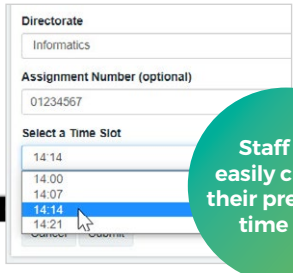 Directorate
Informatics
Assignment Number (optional)
01234567
Select a Time Slot
14:14
14:00
14:07
14:14
14:21
Cancel Submit
Staff
easily
their
time